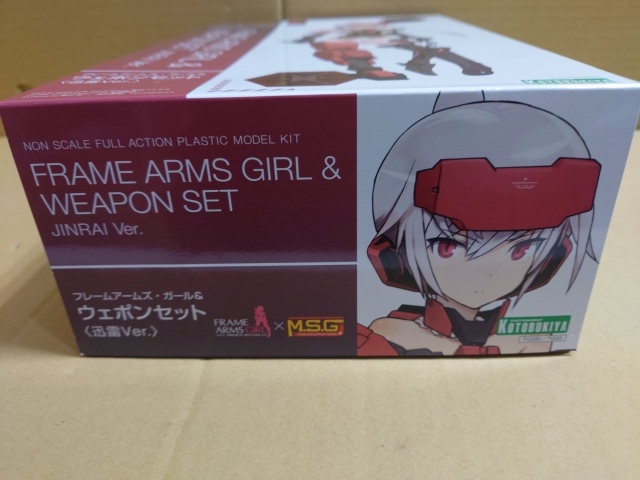 KOTOBUKIYA
NON SCALE FULL ACTION PLASTIC MODEL KIT
FRAME ARMS GIRL &
WEAPON SET
JINRAI Ver.
フレームアームズ・ガール&
ウェポンセット
〈迅雷Ver.〉
FRAME
ARMS GIRL
×
M.S.G
KOTOBUKIYA